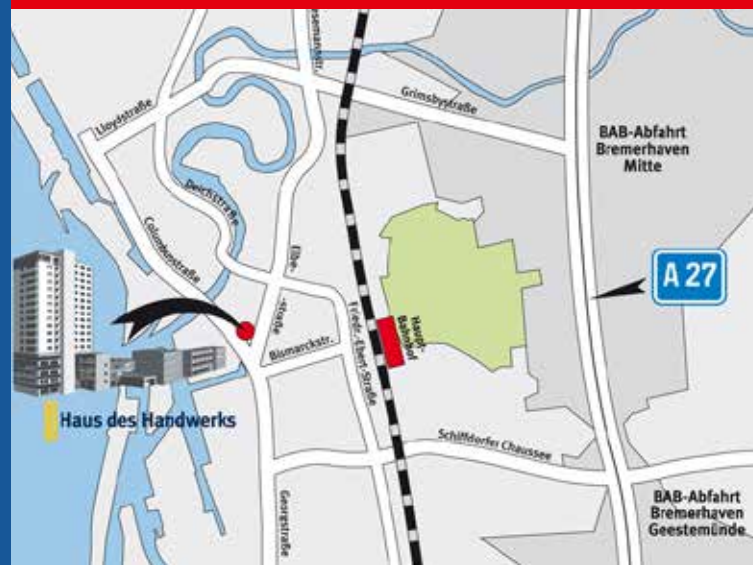 esemannstr.
Lloydstraße
Grimsbystraße
BAB-Abfahrt
Bremerhaven
Mitte
Deichstraße
Columbusstraße
Elbe-
-straße
A 27
Haupt-
Bahnhof
Friedr.-Ebert-Straße
Bismarckstr.
Haus des Handwerks
Schiffdorfer Chaussee
Georgstraße
BAB-Abfahrt
Bremerhaven
Geestemünde